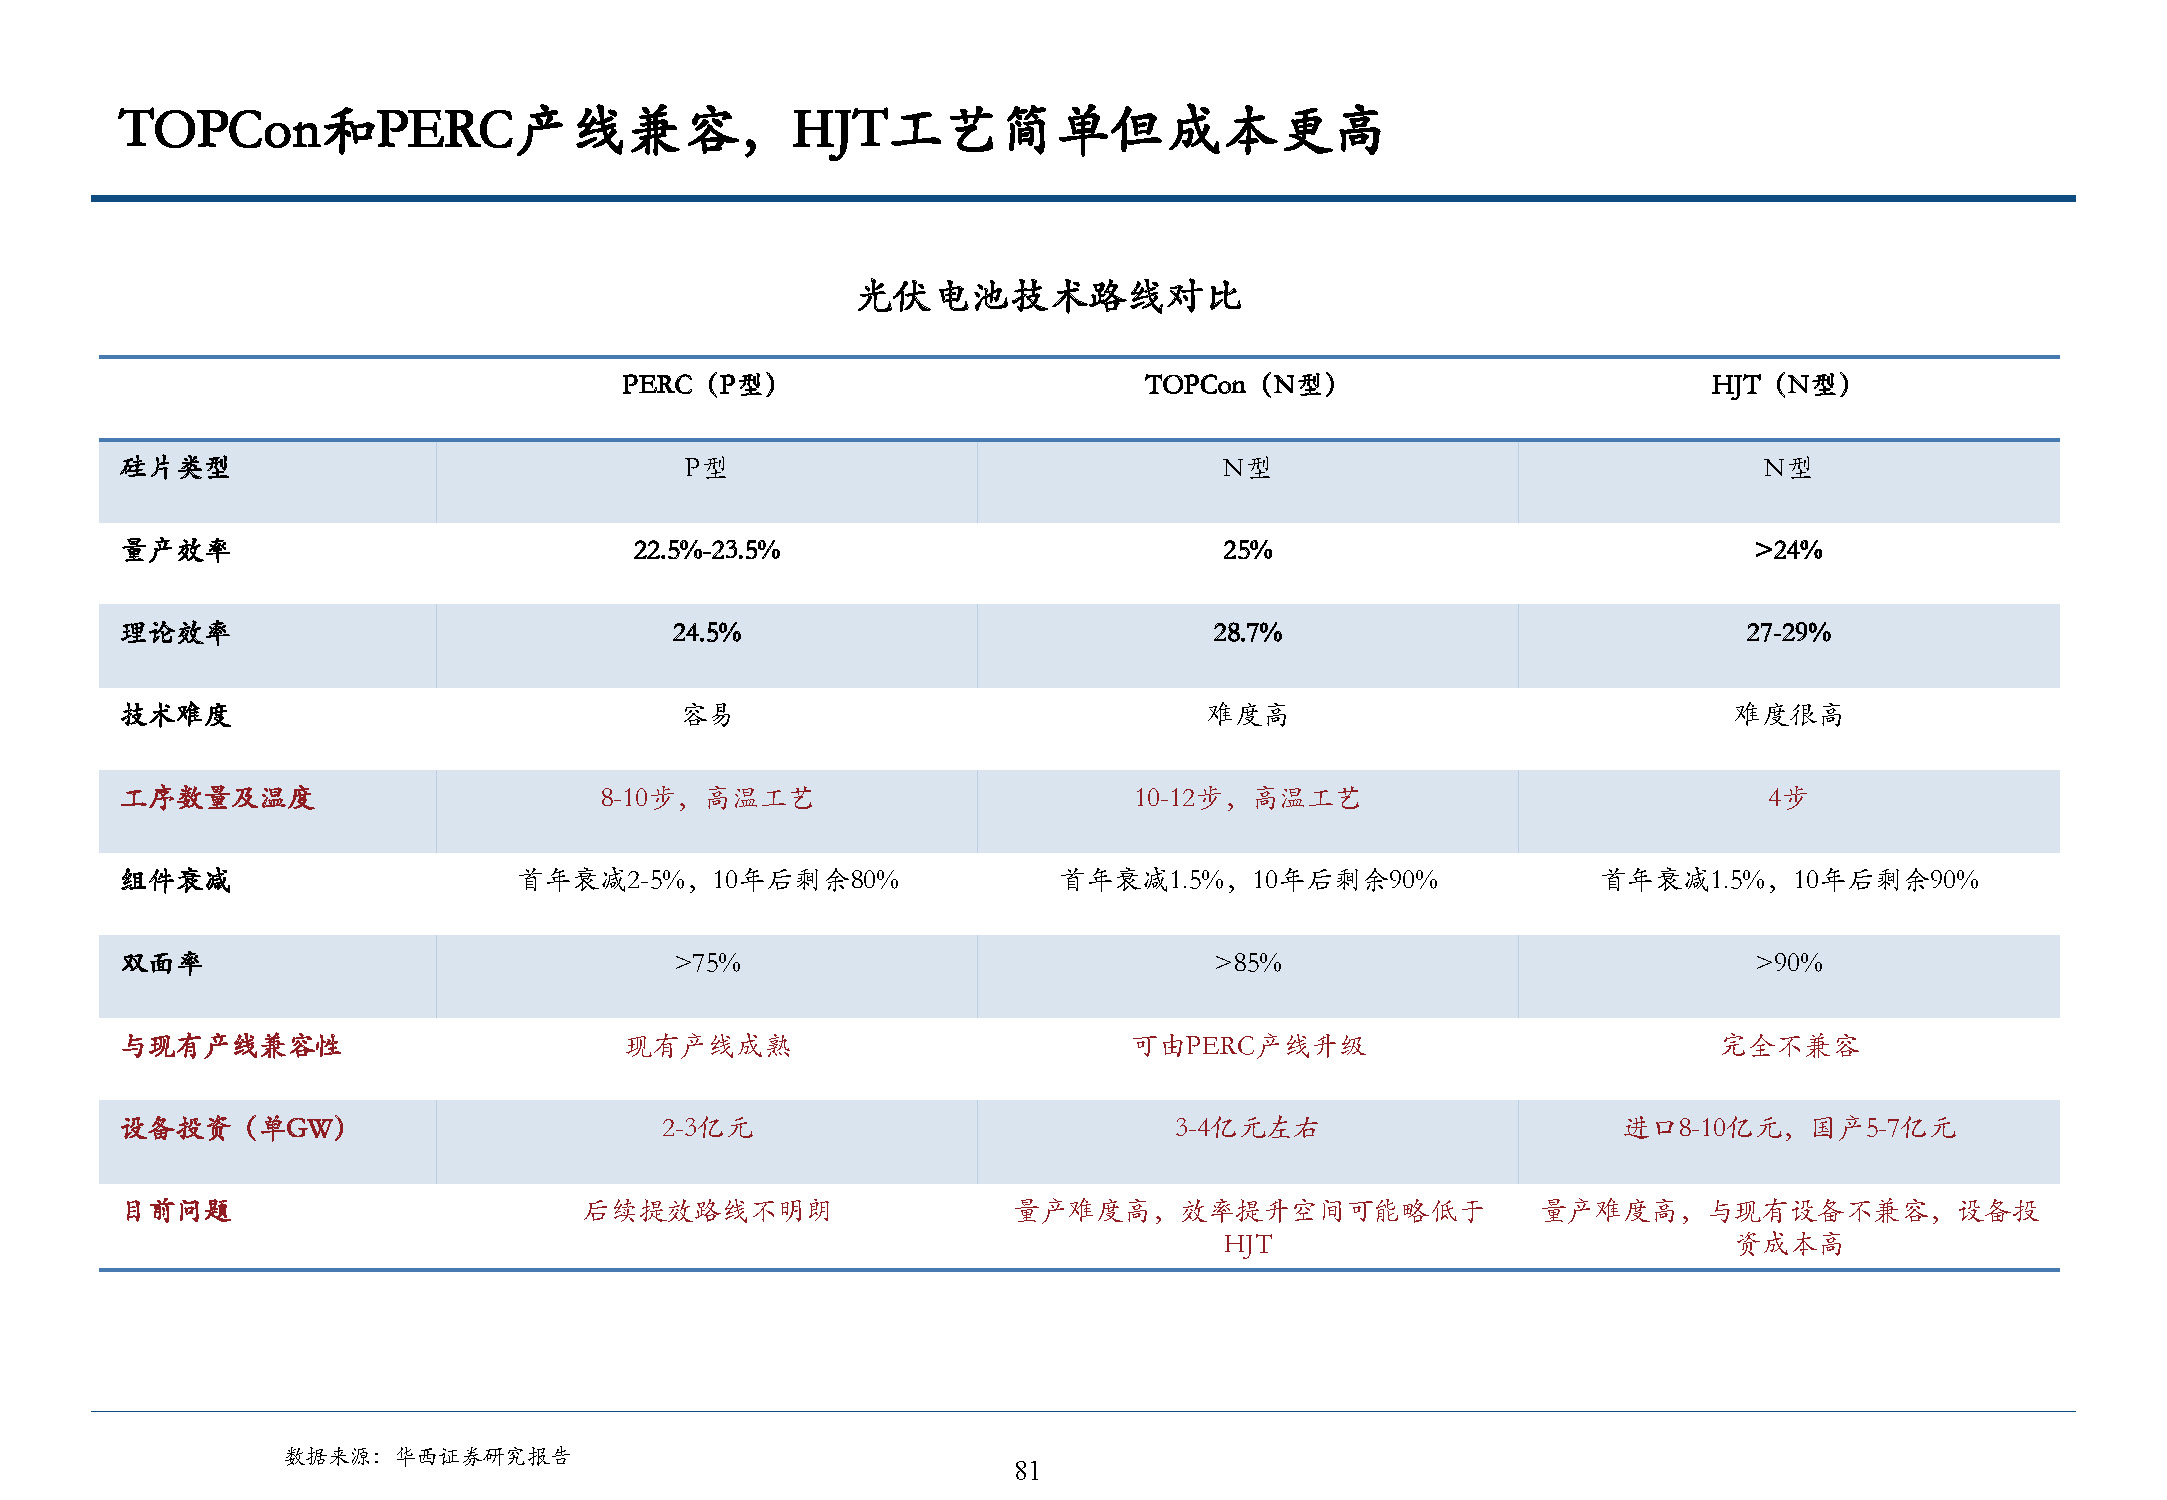 TOPCon和PERC产线兼容，HJT工艺简单但成本更高
光伏电池技术路线对比
PERC（P型） TOPCon（N型） HJT（N型）
硅片类型 P型 N型 N型
量产效率 22.5%-23.5% 25% >24%
理论效率 24.5% 28.7% 27-29%
技术难度 容易 难度高 难度很高
工序数量及温度 8-10步，高温工艺 10-12步，高温工艺 4步
组件衰减 首年衰减2-5%，10年后剩余80% 首年衰减1.5%，10年后剩余90% 首年衰减1.5%，10年后剩余90%
双面率 >75% >85% >90%
与现有产线兼容性 现有产线成熟 可由PERC产线升级 完全不兼容
设备投资（单GW） 2-3亿元 3-4亿元左右 进口8-10亿元，国产5-7亿元
目前问题 后续提效路线不明朗 量产难度高，效率提升空间可能略低于 量产难度高，与现有设备不兼容，设备投
HJT 资成本高
数据来源：华西证券研究报告
81